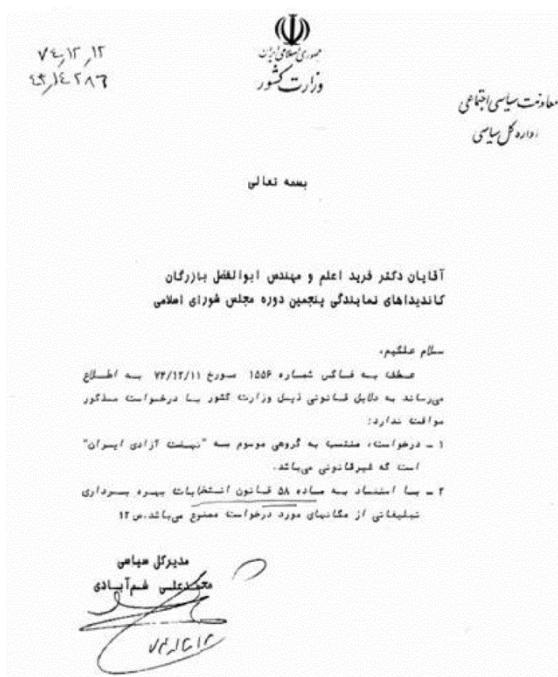 جمهوری اسلامی ایران
وزارت کشور
۷۴,۱۲,۱۲
معاونت سیاسی اجتماعی
اداره کل سیاسی
بسمه تعالی
آقایان دکتر فرید اعلم و مهندس ابوالفضل بازرگان
کاندیداهای نمایندگی پنجمین دوره مجلس شورای اسلامی
سلام علیکم،
عطف به فاکس شماره ۱۵۵۶ مورخ ۷۴/۱۲/۱۱ به اطلاع
می‌رساند به دلایل قانونی ذیل وزارت کشور با درخواست مذکور
موافقت ندارد:
۱ ـ درخواست، منتسب به گروهی موسوم به "نهضت آزادی ایران"
است که غیرقانونی می‌باشد.
۲ ـ با استناد به ماده ۵۸ قانون انتخابات بهره برداری
تبلیغاتی از مکانهای مورد درخواست ممنوع می‌باشد.ص ۱۲
مدیرکل سیاسی
محمدعلی غم‌آبادی
۷۴/۱۲/۱۲